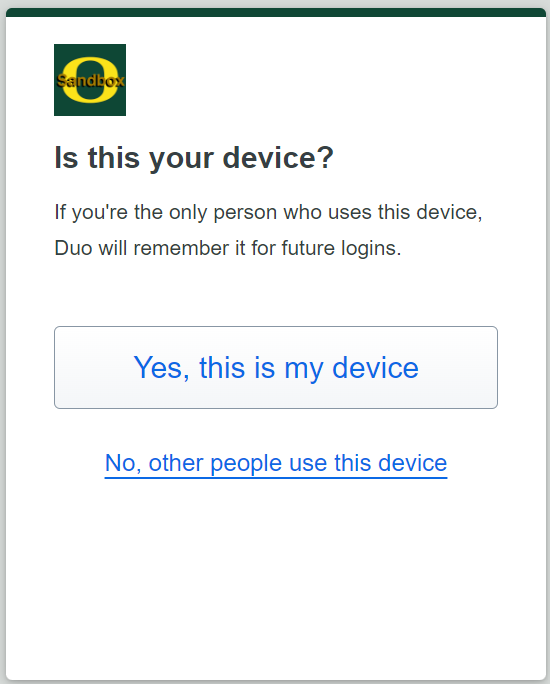 Sandbox
Is this your device?
If you're the only person who uses this device,
Duo will remember it for future logins.
Yes, this is my device
No, other people use this device